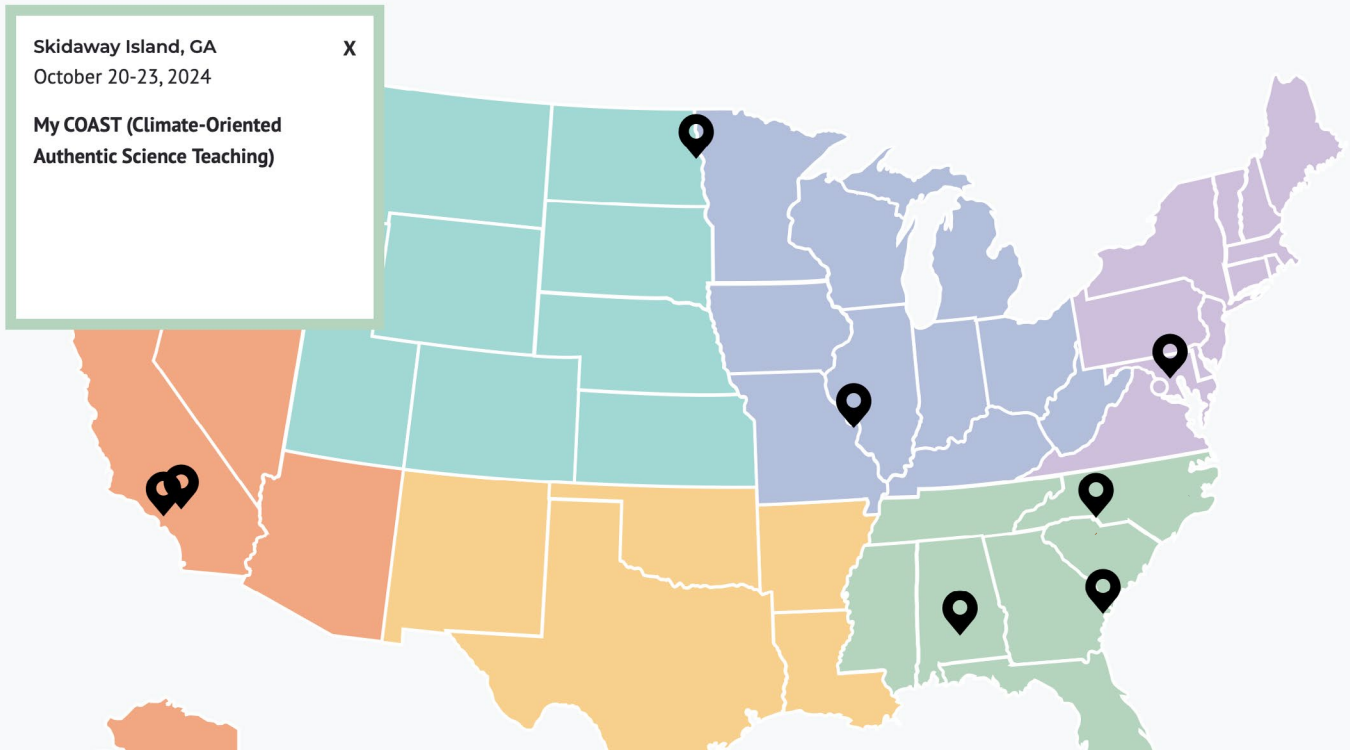 Skidaway Island, GA X
October 20-23, 2024
My COAST (Climate-Oriented
Authentic Science Teaching)